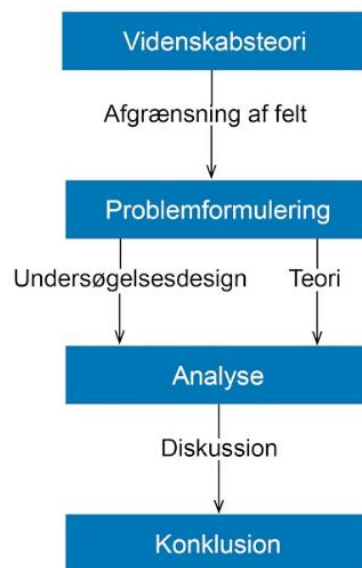 Videnskabsteori
Afgrænsning af felt
Problemformulering
Undersøgelsesdesign
Teori
Analyse
Diskussion
Konklusion